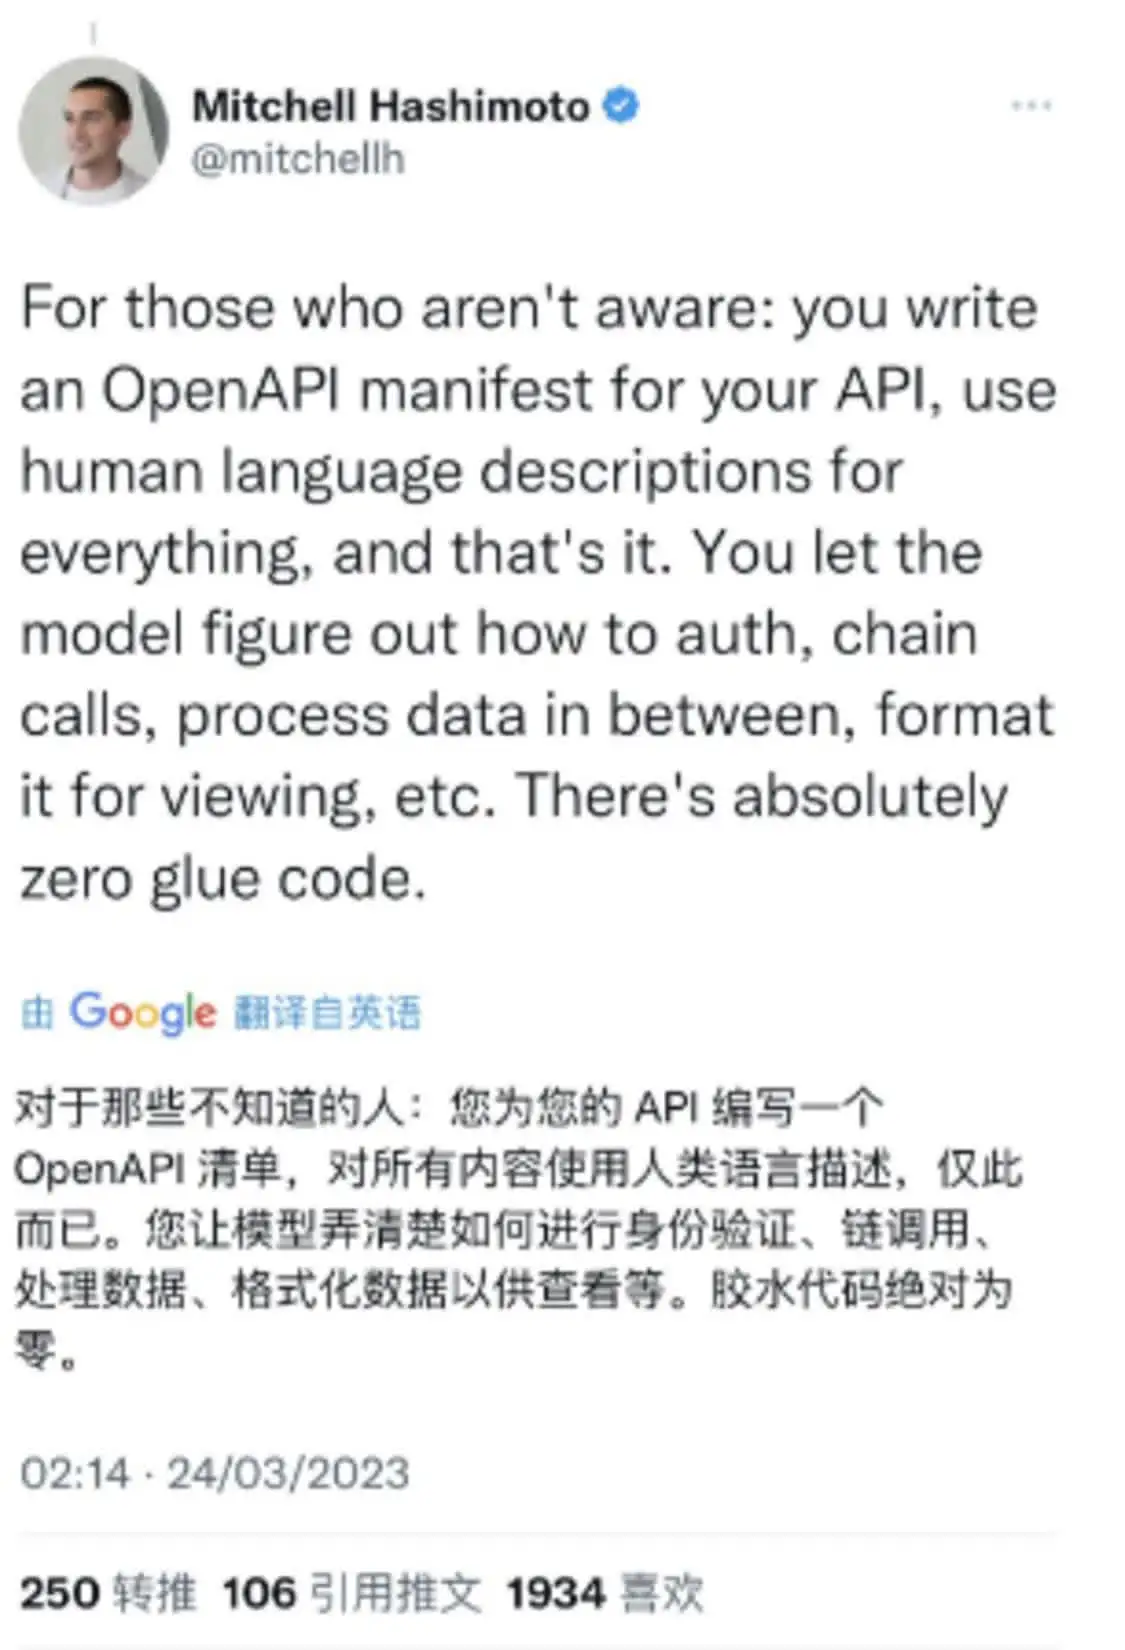 Mitchell Hashimoto
@mitchellh
For those who aren't aware: you write
an OpenAPI manifest for your API, use
human language descriptions for
everything, and that's it. You let the
model figure out how to auth, chain
calls, process data in between, format
it for viewing, etc. There's absolutely
zero glue code.
由 Google 翻译自英语
对于那些不知道的人：您为您的 API 编写一个
OpenAPI 清单，对所有内容使用人类语言描述，仅此
而已。您让模型弄清楚如何进行身份验证、链调用、
处理数据、格式化数据以供查看等。胶水代码绝对为
零。
02:14 · 24/03/2023
250 转推 106 引用推文 1934 喜欢